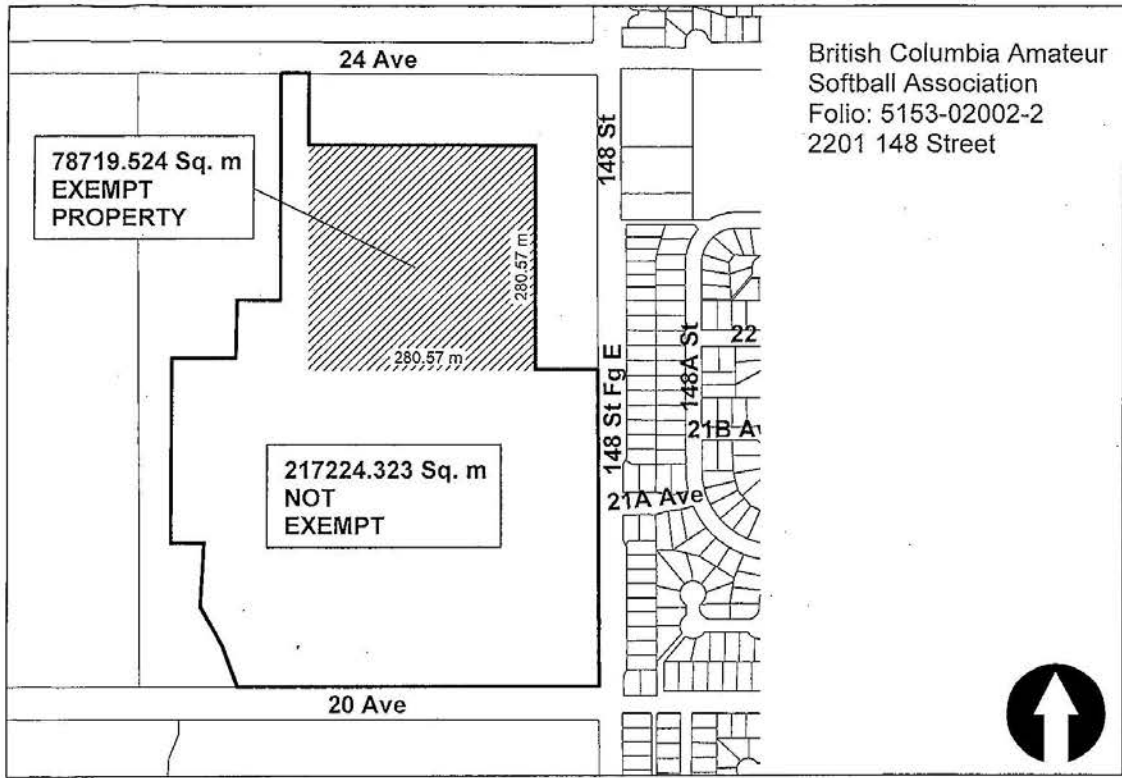 24 Ave
British Columbia Amateur
Softball Association
Folio: 5153-02002-2
2201 148 Street
78719.524 Sq. m
EXEMPT
PROPERTY
148 St
280.57 m
280.57 m
148 St Fg E
148A St
22
21B Av
217224.323 Sq. m
NOT
EXEMPT
21A Ave
20 Ave